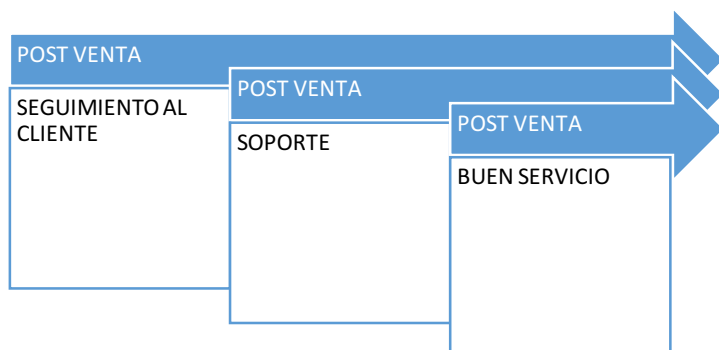 POST VENTA
SEGUIMIENTO AL
CLIENTE
POST VENTA
SOPORTE
POST VENTA
BUEN SERVICIO